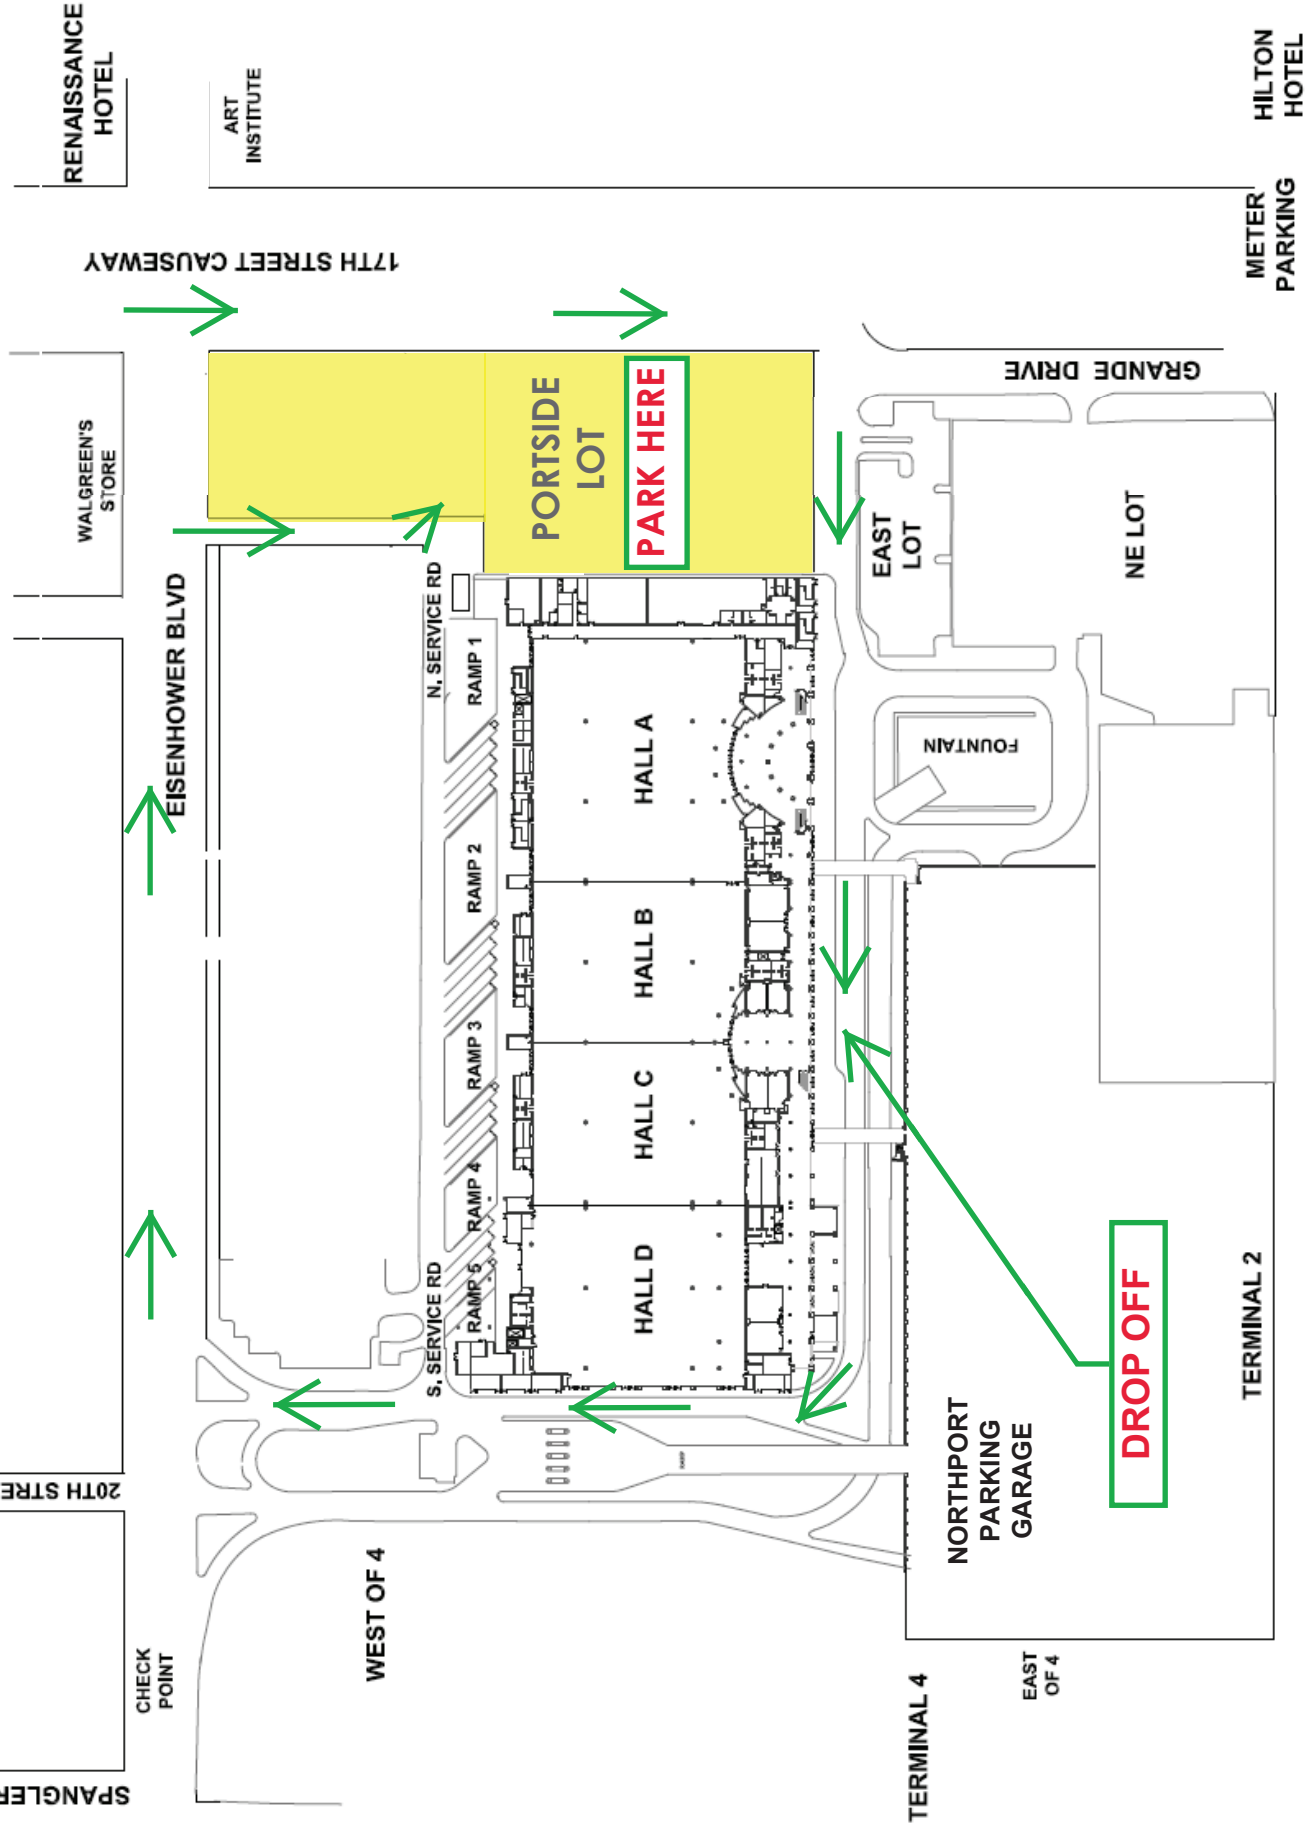 RENAISSANCE
HOTEL
ART
INSTITUTE
HILTON
HOTEL
METER
PARKING
17TH STREET CAUSEWAY
WALGREEN'S
STORE
EISENHOWER BLVD
PORTSIDE
LOT
PARK HERE
GRANDE DRIVE
EAST
LOT
NE LOT
FOUNTAIN
N. SERVICE RD
RAMP 1
RAMP 2
RAMP 3
RAMP 4
RAMP 5
S. SERVICE RD
HALL A
HALL B
HALL C
HALL D
DROP OFF
TERMINAL 2
NORTHPORT
PARKING
GARAGE
20TH STRE
WEST OF 4
CHECK
POINT
SPANGLER
TERMINAL 4
EAST
OF 4